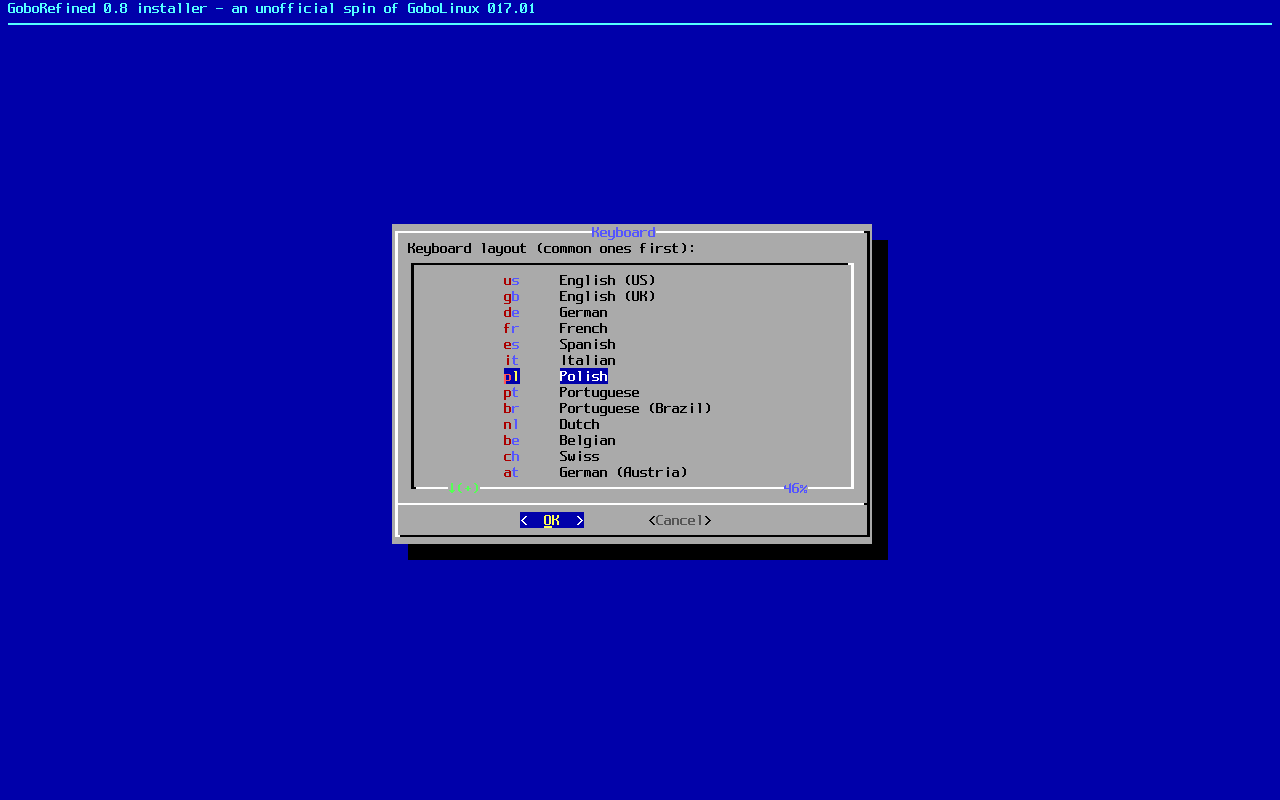 GoboRefined 0.8 installer - an unofficial spin of GoboLinux 017.01
Keyboard
Keyboard layout (common ones first):
us English (US)
gb English (UK)
de German
fr French
es Spanish
it Italian
pl Polish
pt Portuguese
br Portuguese (Brazil)
nl Dutch
be Belgian
ch Swiss
at German (Austria)
↓(+) 46%
< OK > <Cancel>